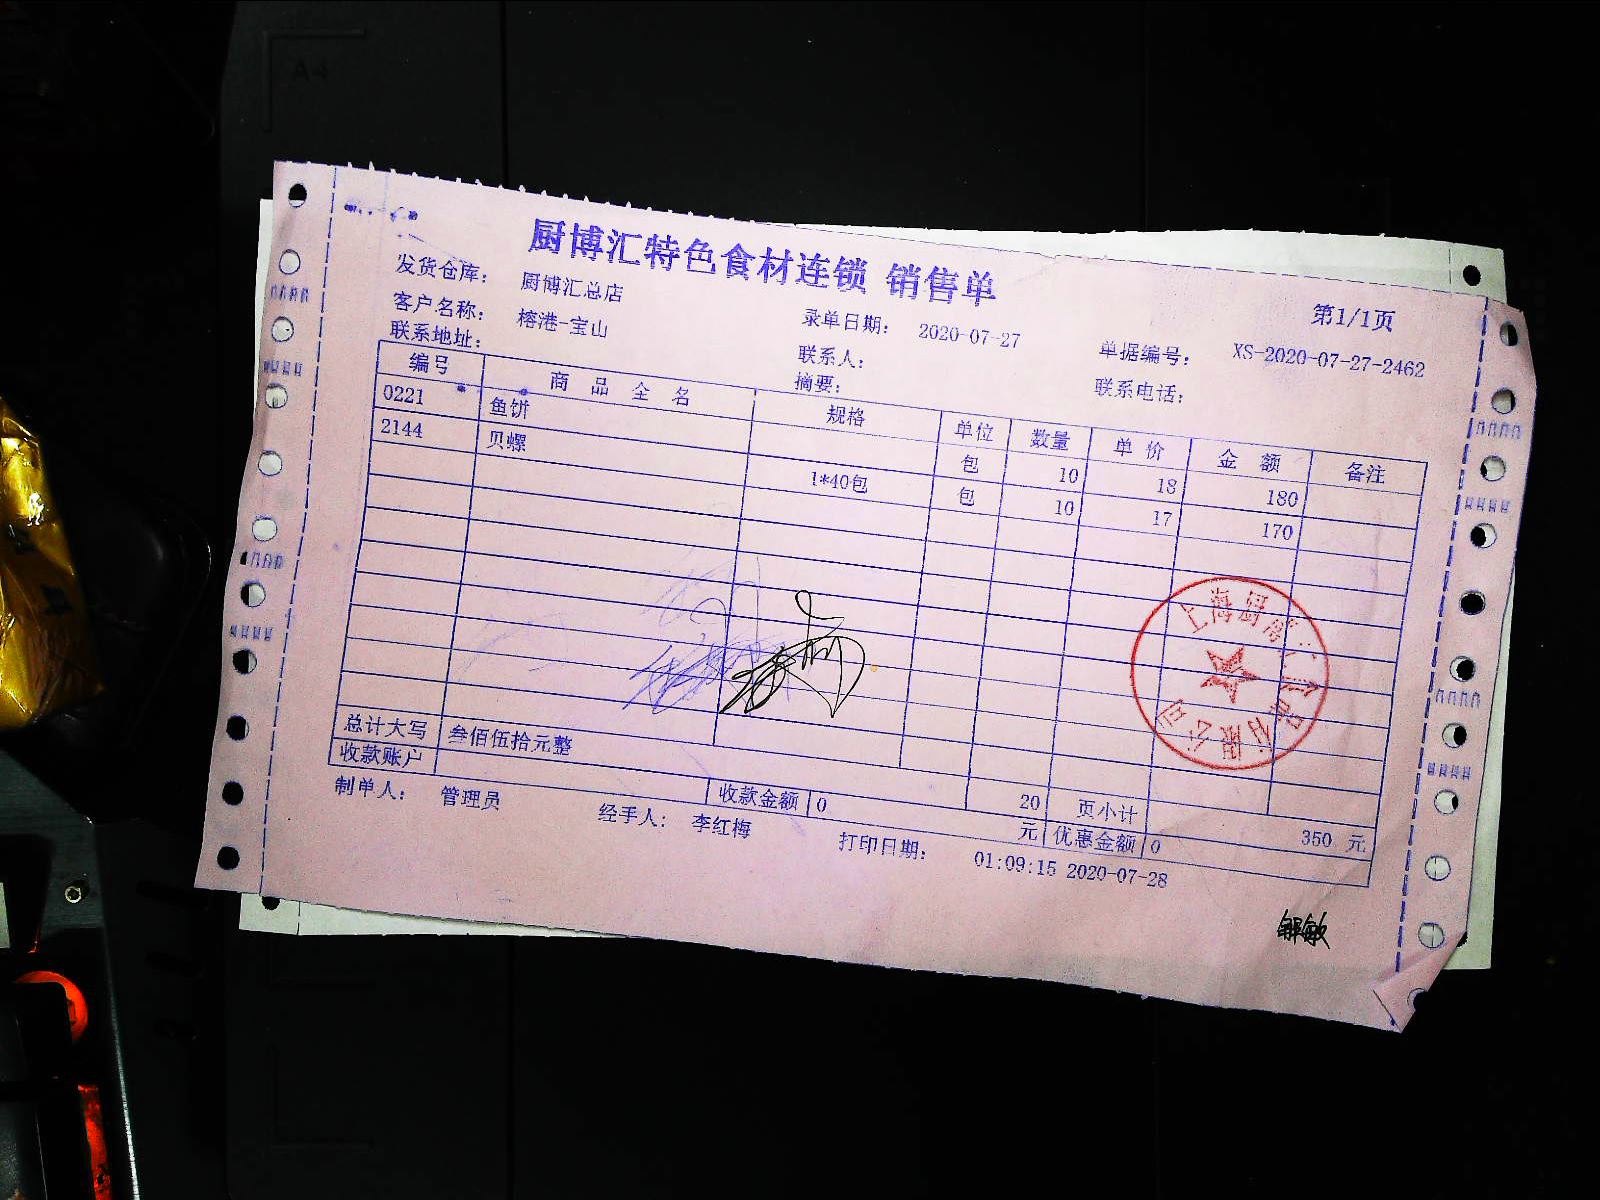 厨博汇特色食材连锁 销售单
第1/1页
发货仓库： 厨博汇总店 录单日期： 2020-07-27 单据编号： XS-2020-07-27-2462
客户名称： 榕港-宝山 联系人： 联系电话：
联系地址： 摘要：
编号 商品全名 规格 单位 数量 单价 金额 备注
0221 鱼饼 包 10 18 180
2144 贝螺 1*40包 包 10 17 170
总计大写 叁佰伍拾元整 20 页小计 350 元
收款账户 收款金额 0 元 优惠金额 0
制单人： 管理员 经手人： 李红梅 打印日期： 01:09:15 2020-07-28
A4